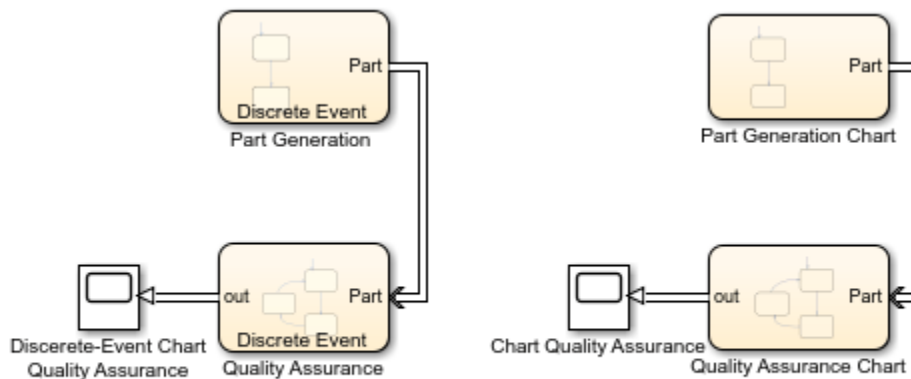 Part
Discrete Event
Part Generation
Part
Part Generation Chart
out
Part
Discrete Event
Quality Assurance
Discerete-Event Chart
Quality Assurance
out
Part
Quality Assurance Chart
Chart Quality Assurance